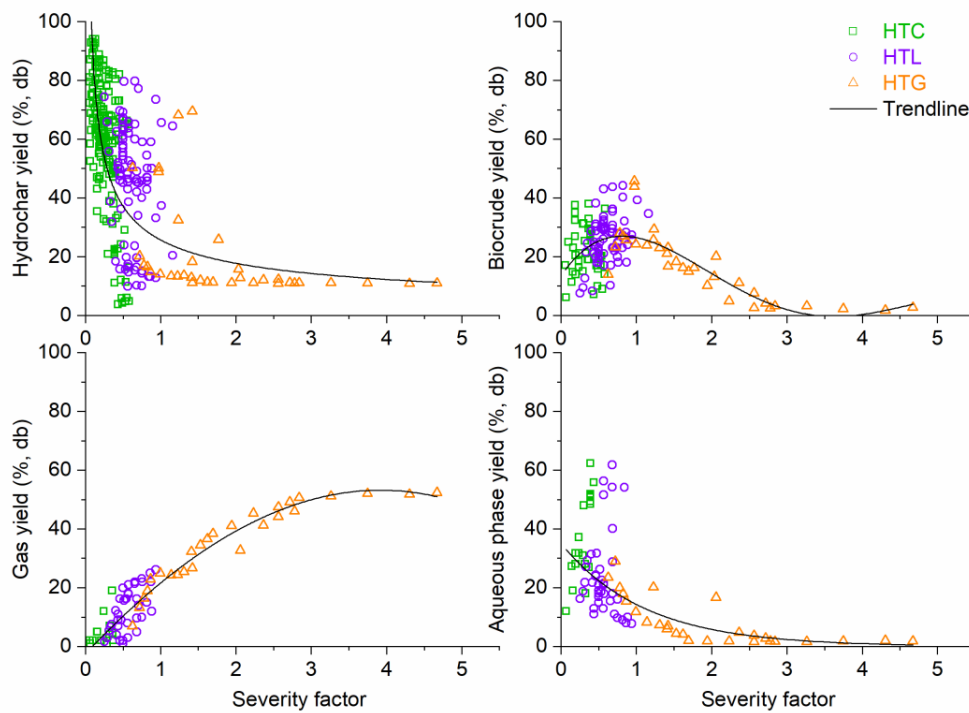 Hydrochar yield (%, db)
100
80
60
40
20
0
0 1 2 3 4 5
Biocrude yield (%, db)
100
80
60
40
20
0
0 1 2 3 4 5
HTC
HTL
HTG
Trendline
Gas yield (%, db)
100
80
60
40
20
0
0 1 2 3 4 5
Severity factor
Aqueous phase yield (%, db)
100
80
60
40
20
0
0 1 2 3 4 5
Severity factor